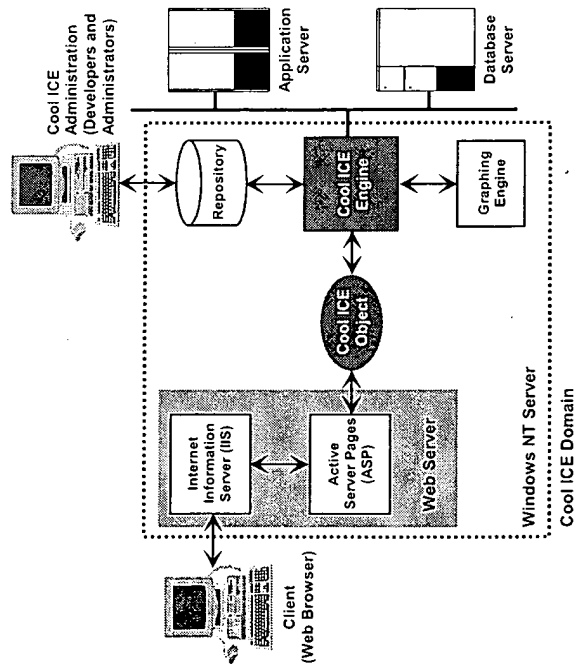 Client
(Web Browser)
Internet
Information
Server (IIS)
Active
Server Pages
(ASP)
Web Server
Cool ICE
Object
Cool ICE
Administration
(Developers and
Administrators)
Repository
Cool ICE
Engine
Graphing
Engine
Application
Server
Database
Server
Windows NT Server
Cool ICE Domain